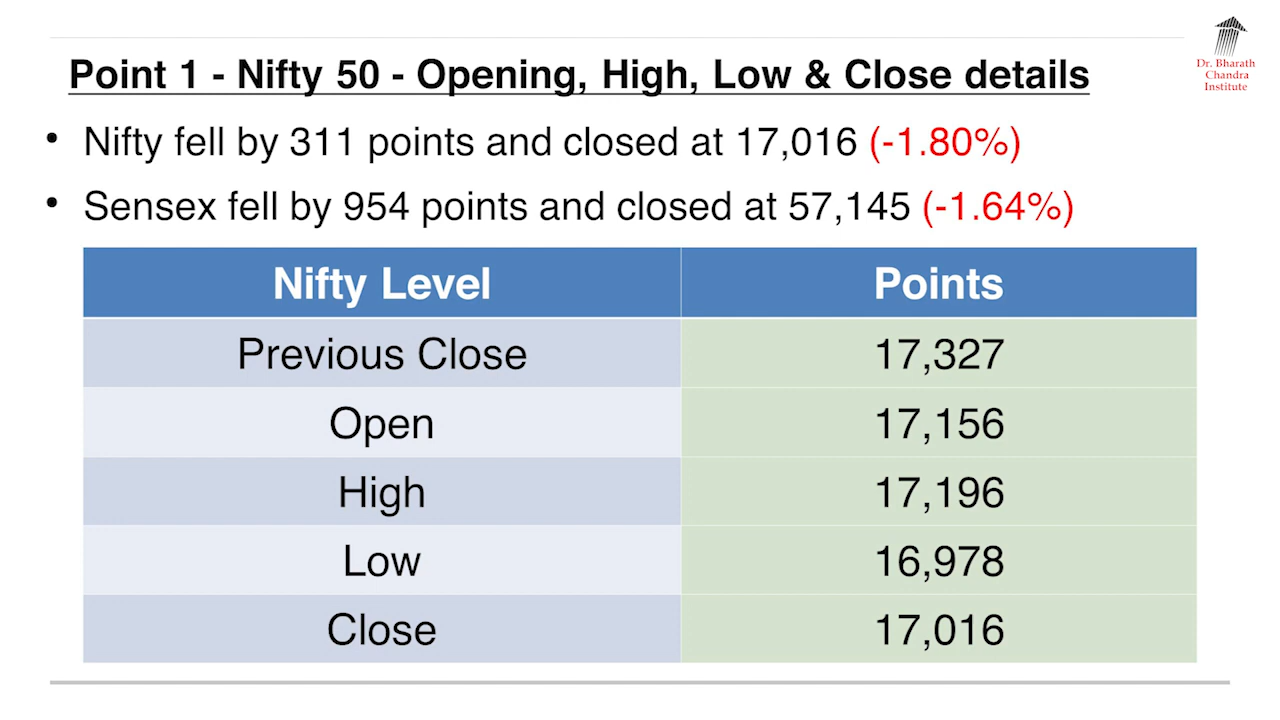 Dr. Bharath
Chandra
Institute
Point 1 - Nifty 50 - Opening, High, Low & Close details
• Nifty fell by 311 points and closed at 17,016 (-1.80%)
• Sensex fell by 954 points and closed at 57,145 (-1.64%)
Nifty Level Points
Previous Close 17,327
Open 17,156
High 17,196
Low 16,978
Close 17,016